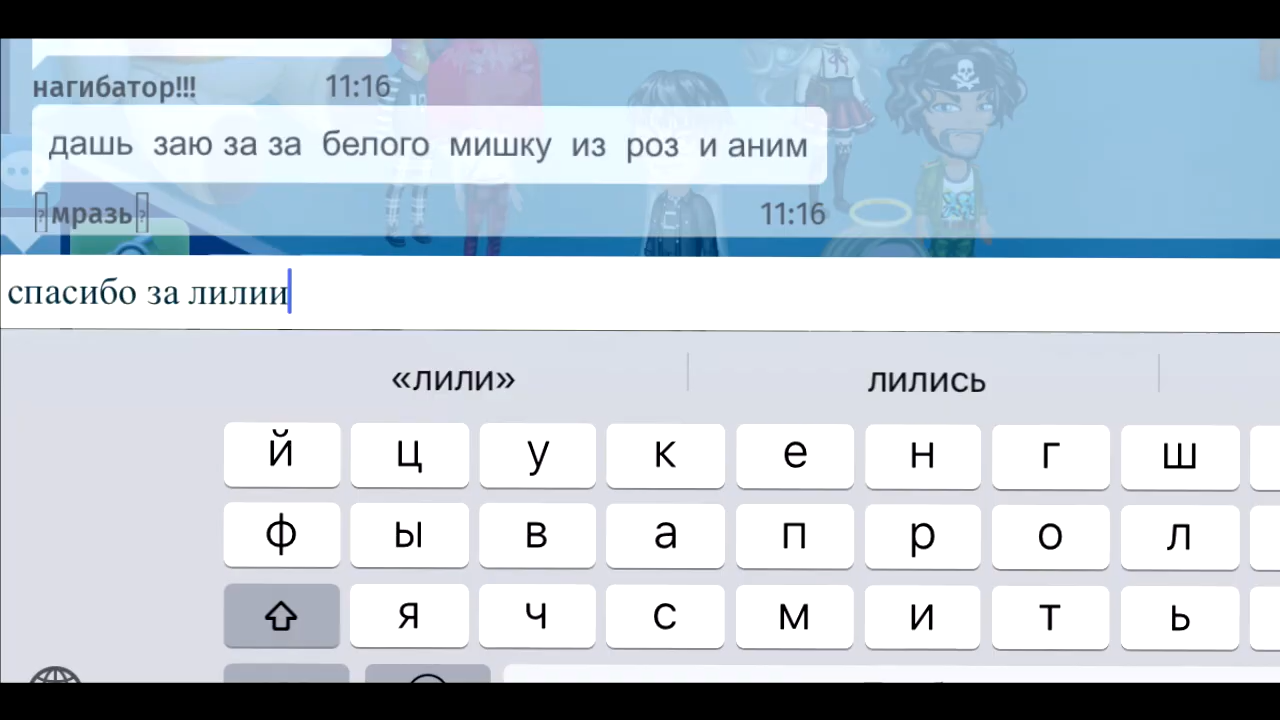 нагибатор!!! 11:16
дашь заю за за белого мишку из роз и аним
мразь 11:16
спасибо за лилии
«лили» лились
й ц у к е н г ш
ф ы в а п р о л
я ч с м и т ь